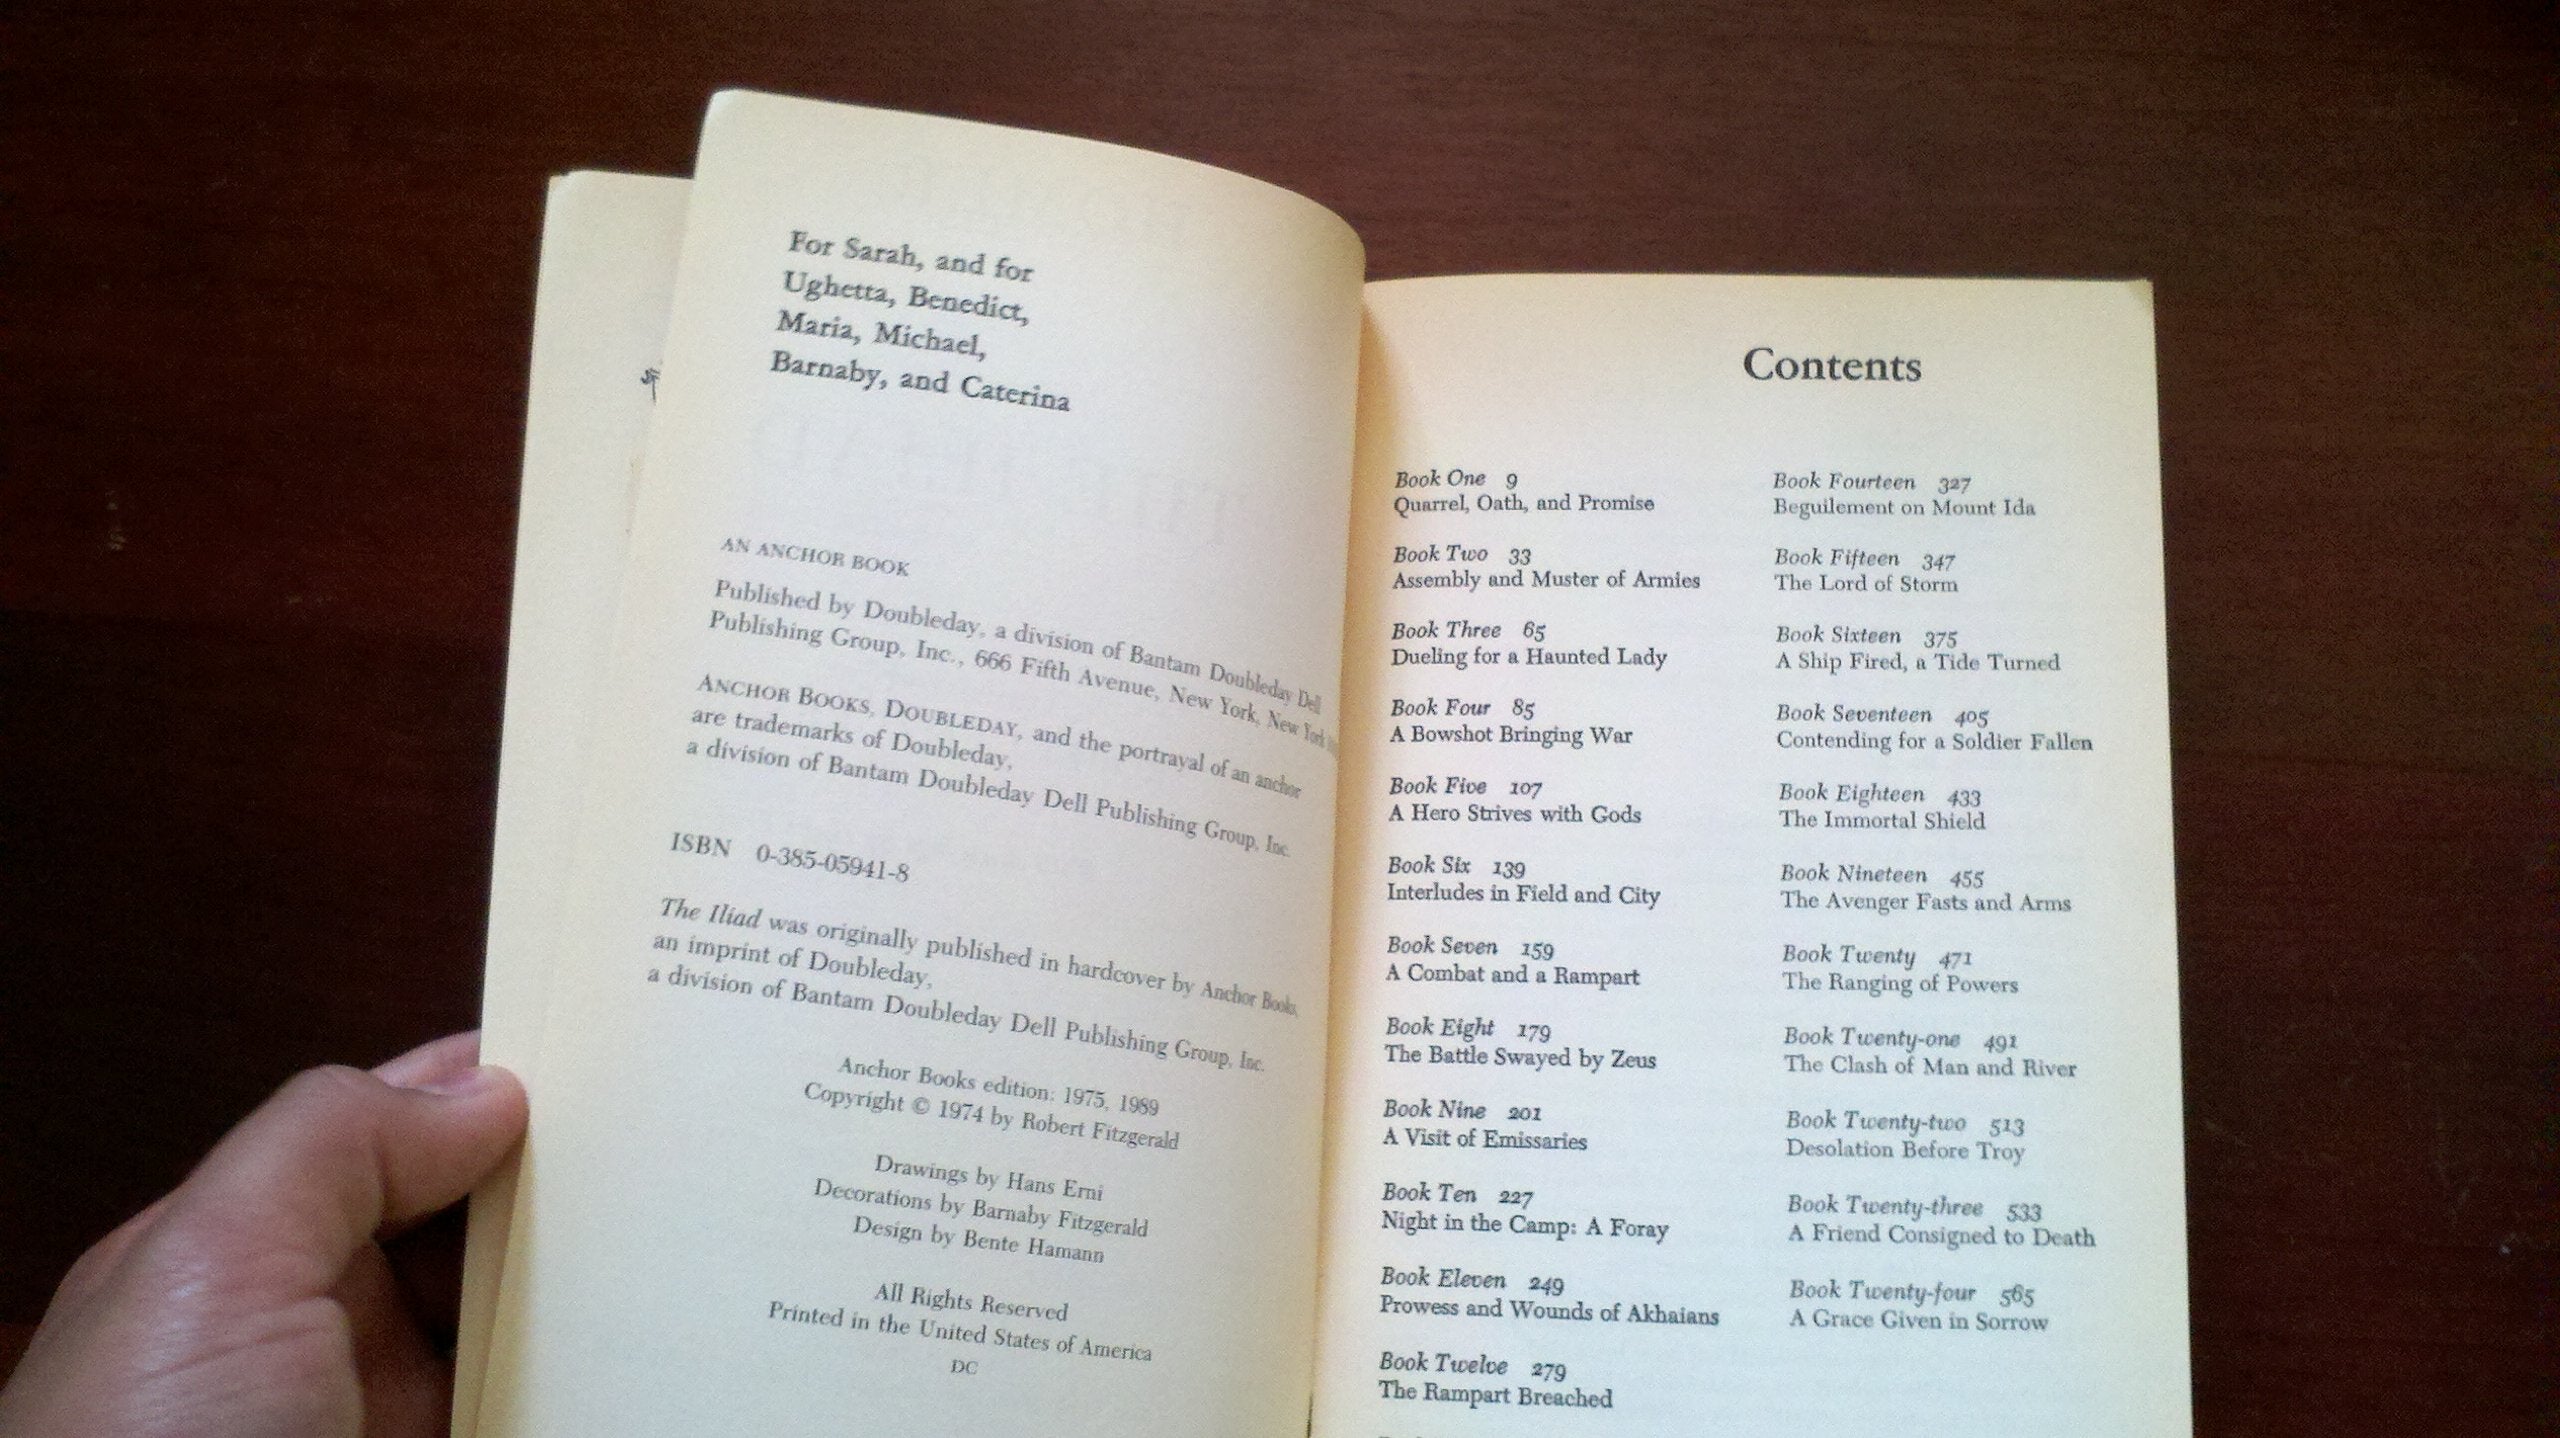 For Sarah, and for
Ughetta, Benedict,
Maria, Michael,
Barnaby, and Caterina
AN ANCHOR BOOK
Published by Doubleday, a division of Bantam Doubleday Dell
Publishing Group, Inc., 666 Fifth Avenue, New York, New York
ANCHOR BOOKS, DOUBLEDAY, and the portrayal of an anchor
are trademarks of Doubleday,
a division of Bantam Doubleday Dell Publishing Group, Inc.
ISBN 0-385-05941-8
The Iliad was originally published in hardcover by Anchor Books,
an imprint of Doubleday,
a division of Bantam Doubleday Dell Publishing Group, Inc.
Anchor Books edition: 1975, 1989
Copyright © 1974 by Robert Fitzgerald
Drawings by Hans Erni
Decorations by Barnaby Fitzgerald
Design by Bente Hamann
All Rights Reserved
Printed in the United States of America
DC
Contents
Book One 9
Quarrel, Oath, and Promise
Book Two 33
Assembly and Muster of Armies
Book Three 65
Dueling for a Haunted Lady
Book Four 85
A Bowshot Bringing War
Book Five 107
A Hero Strives with Gods
Book Six 139
Interludes in Field and City
Book Seven 159
A Combat and a Rampart
Book Eight 179
The Battle Swayed by Zeus
Book Nine 201
A Visit of Emissaries
Book Ten 227
Night in the Camp: A Foray
Book Eleven 249
Prowess and Wounds of Akhaians
Book Twelve 279
The Rampart Breached
Book Fourteen 327
Beguilement on Mount Ida
Book Fifteen 347
The Lord of Storm
Book Sixteen 375
A Ship Fired, a Tide Turned
Book Seventeen 405
Contending for a Soldier Fallen
Book Eighteen 433
The Immortal Shield
Book Nineteen 455
The Avenger Fasts and Arms
Book Twenty 471
The Ranging of Powers
Book Twenty-one 491
The Clash of Man and River
Book Twenty-two 513
Desolation Before Troy
Book Twenty-three 533
A Friend Consigned to Death
Book Twenty-four 565
A Grace Given in Sorrow